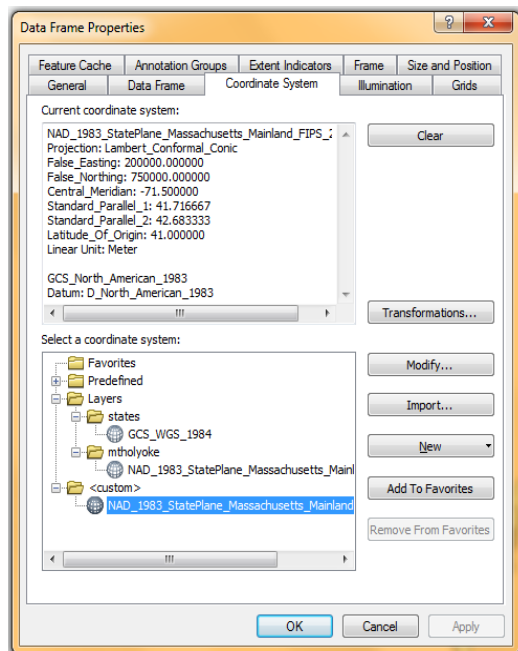 Data Frame Properties
?
X
Feature Cache
Annotation Groups
Extent Indicators
Frame
Size and Position
General
Data Frame
Coordinate System
Illumination
Grids
Current coordinate system:
NAD_1983_StatePlane_Massachusetts_Mainland_FIPS_2
Projection: Lambert_Conformal_Conic
False_Easting: 200000.000000
False_Northing: 750000.000000
Central_Meridian: -71.500000
Standard_Parallel_1: 41.716667
Standard_Parallel_2: 42.683333
Latitude_Of_Origin: 41.000000
Linear Unit: Meter
GCS_North_American_1983
Datum: D_North_American_1983
Clear
Transformations...
Select a coordinate system:
Favorites
Predefined
Layers
states
GCS_WGS_1984
mtholyoke
NAD_1983_StatePlane_Massachusetts_Mainl
<custom>
NAD_1983_StatePlane_Massachusetts_Mainland
Modify...
Import...
New
Add To Favorites
Remove From Favorites
OK
Cancel
Apply